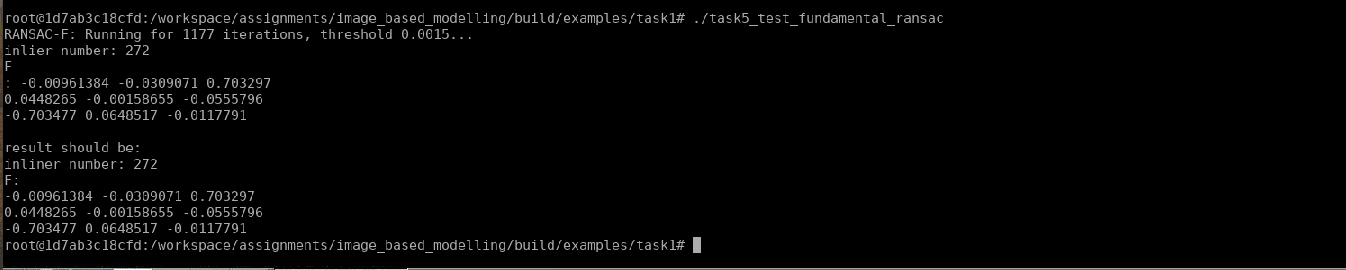 root@1d7ab3c18cfd:/workspace/assignments/image_based_modelling/build/examples/task1# ./task5_test_fundamental_ransac
RANSAC-F: Running for 1177 iterations, threshold 0.0015...
inlier number: 272
F
: -0.00961384 -0.0309071 0.703297
0.0448265 -0.00158655 -0.0555796
-0.703477 0.0648517 -0.0117791
result should be:
inliner number: 272
F:
-0.00961384 -0.0309071 0.703297
0.0448265 -0.00158655 -0.0555796
-0.703477 0.0648517 -0.0117791
root@1d7ab3c18cfd:/workspace/assignments/image_based_modelling/build/examples/task1#